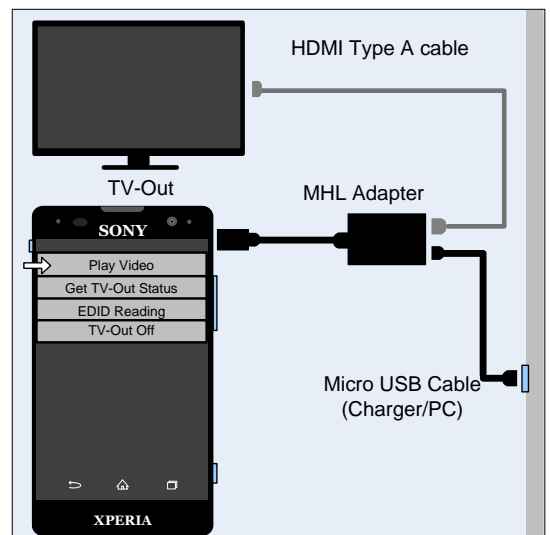 HDMI Type A cable
TV-Out
MHL Adapter
SONY
Play Video
Get TV-Out Status
EDID Reading
TV-Out Off
Micro USB Cable
(Charger/PC)
XPERIA